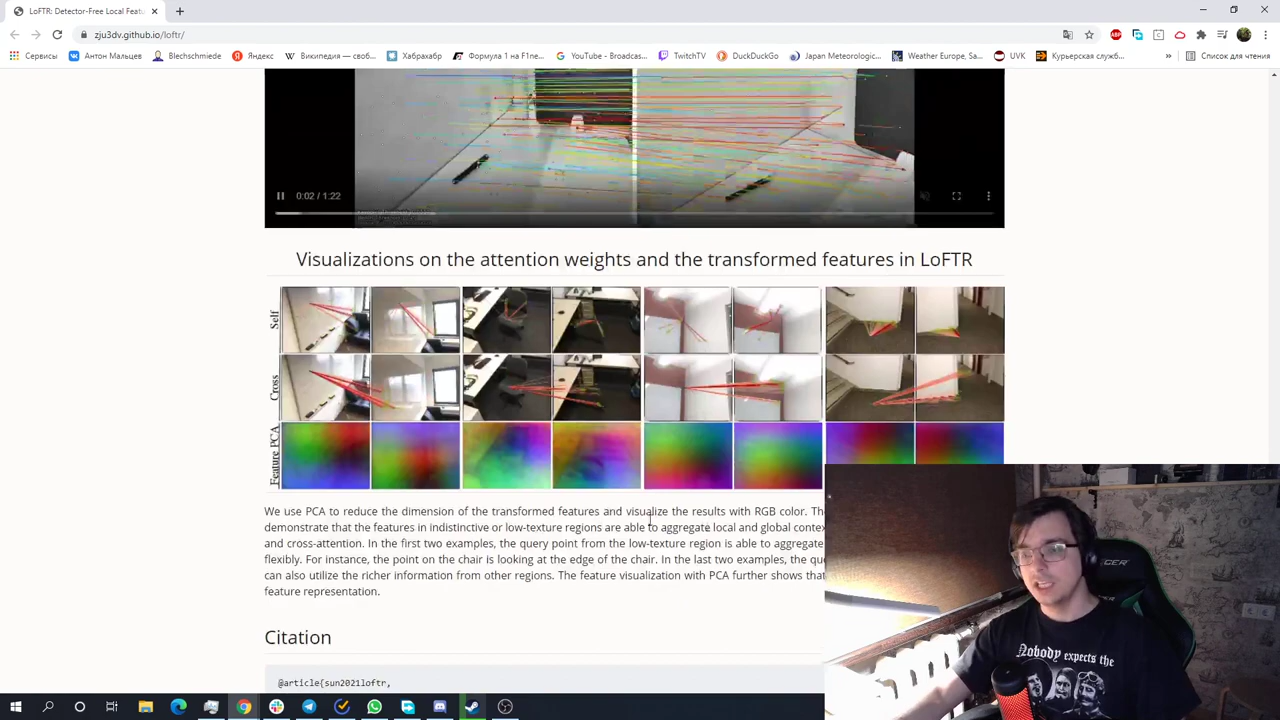 LoFTR: Detector-Free Local Featu
zju3dv.github.io/loftr/
Сервисы
Антон Мальцев
Blechschmiede
Яндекс
Википедия — своб...
Хабрахабр
Формула 1 на F1ne...
YouTube - Broadcas...
TwitchTV
DuckDuckGo
Japan Meteorologic...
Weather Europe, Sa...
UVK
Курьерская служб...
»
Список для чтения
0:02 / 1:22
Visualizations on the attention weights and the transformed features in LoFTR
Self
Cross
Feature PCA
We use PCA to reduce the dimension of the transformed features and visualize the results with RGB color. Th
demonstrate that the features in indistinctive or low-texture regions are able to aggregate local and global contex
and cross-attention. In the first two examples, the query point from the low-texture region is able to aggregate
flexibly. For instance, the point on the chair is looking at the edge of the chair. In the last two examples, the que
can also utilize the richer information from other regions. The feature visualization with PCA further shows that
feature representation.
Citation
@article{sun2021loftr,
Nobody expects the